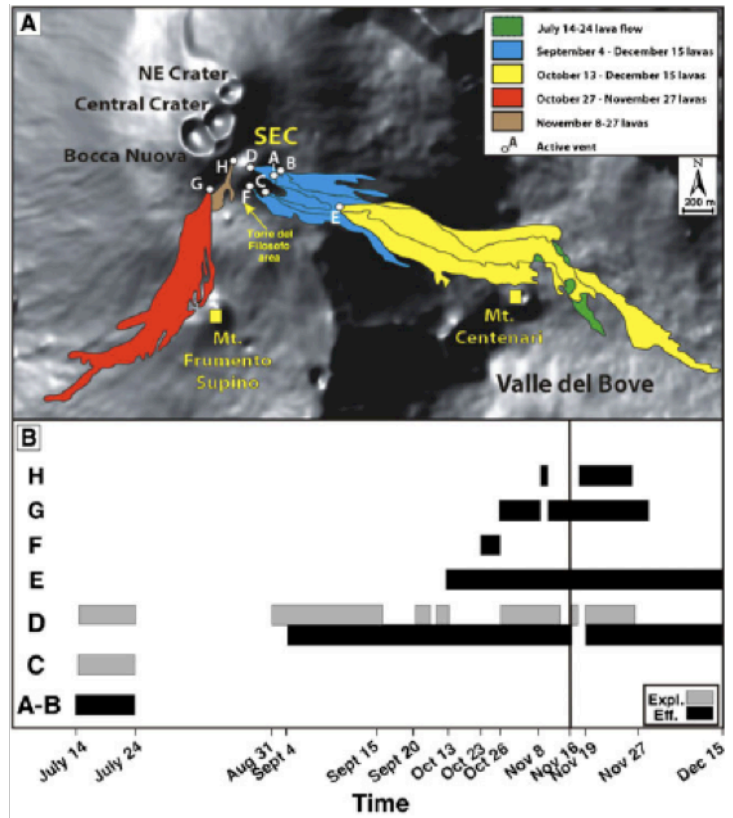 A
July 14-24 lava flow
September 4 - December 15 lavas
October 13 - December 15 lavas
October 27 - November 27 lavas
November 8-27 lavas
A
Active vent
NE Crater
Central Crater
SEC
Bocca Nuova
H
D
A
B
G
C
F
E
N
200 m
Torre del
Filosofo
area
Mt.
Frumento
Supino
Mt.
Centenari
Valle del Bove
B
H
G
F
E
D
C
A-B
Expl.
Eff.
July 14
July 24
Aug 31
Sept 4
Sept 15
Sept 20
Oct 13
Oct 23
Oct 26
Nov 8
Nov 16
Nov 19
Nov 27
Dec 15
Time